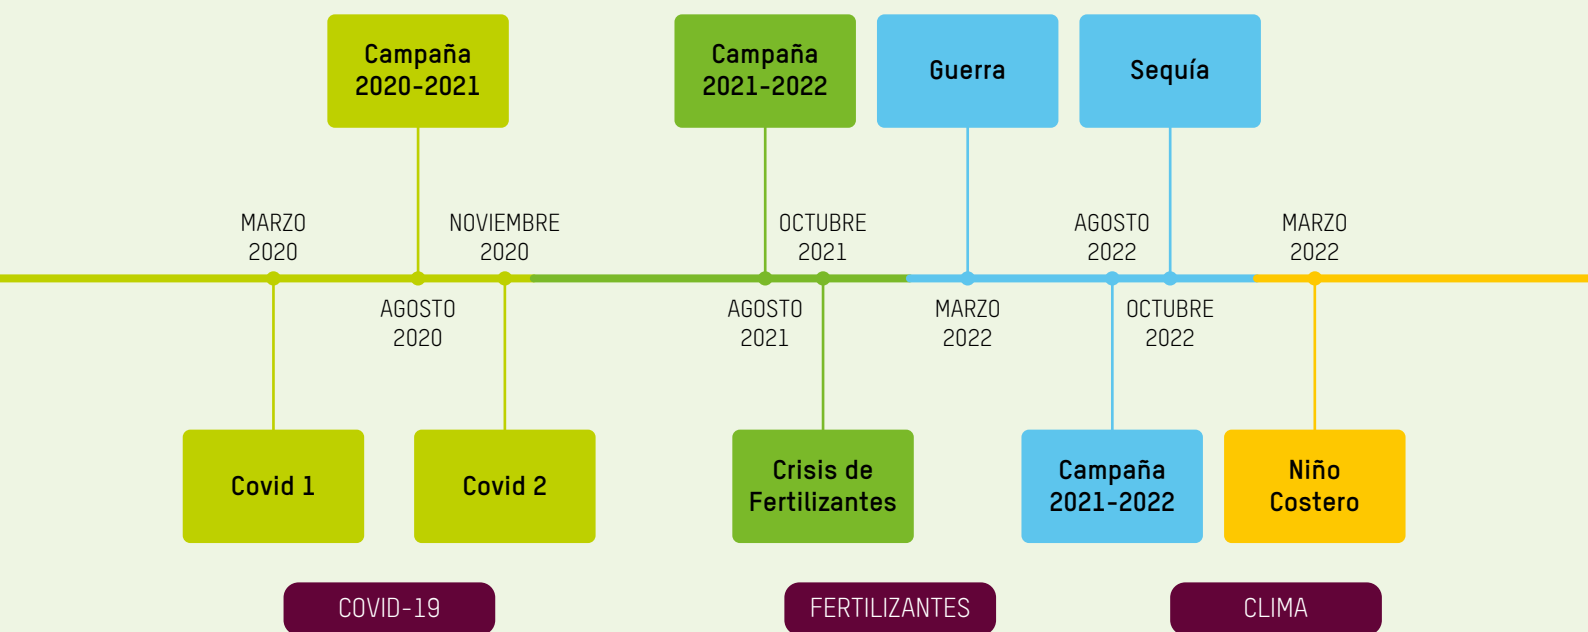 Campaña
2020-2021
Campaña
2021-2022
Guerra
Sequía
MARZO
2020
NOVIEMBRE
2020
OCTUBRE
2021
AGOSTO
2022
MARZO
2022
AGOSTO
2020
AGOSTO
2021
MARZO
2022
OCTUBRE
2022
Covid 1
Covid 2
Crisis de
Fertilizantes
Campaña
2021-2022
Niño
Costero
COVID-19
FERTILIZANTES
CLIMA